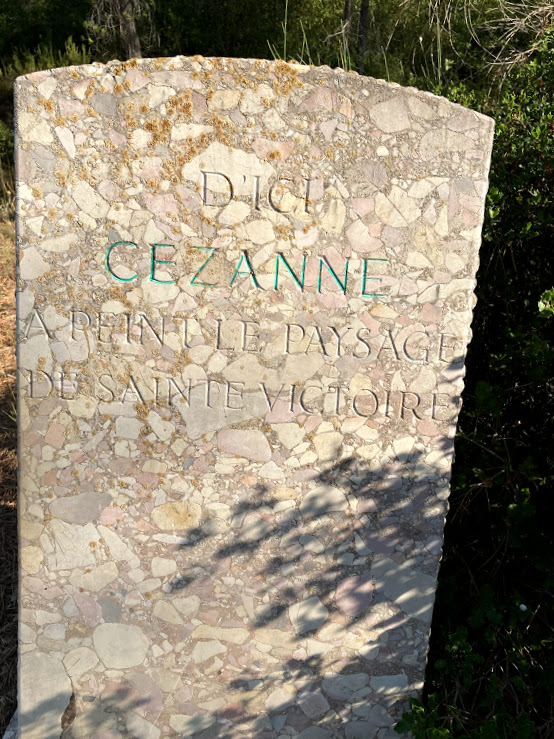 D'ICI
CEZANNE
A PEINT LE PAYSAGE
DE SAINTE VICTOIRE